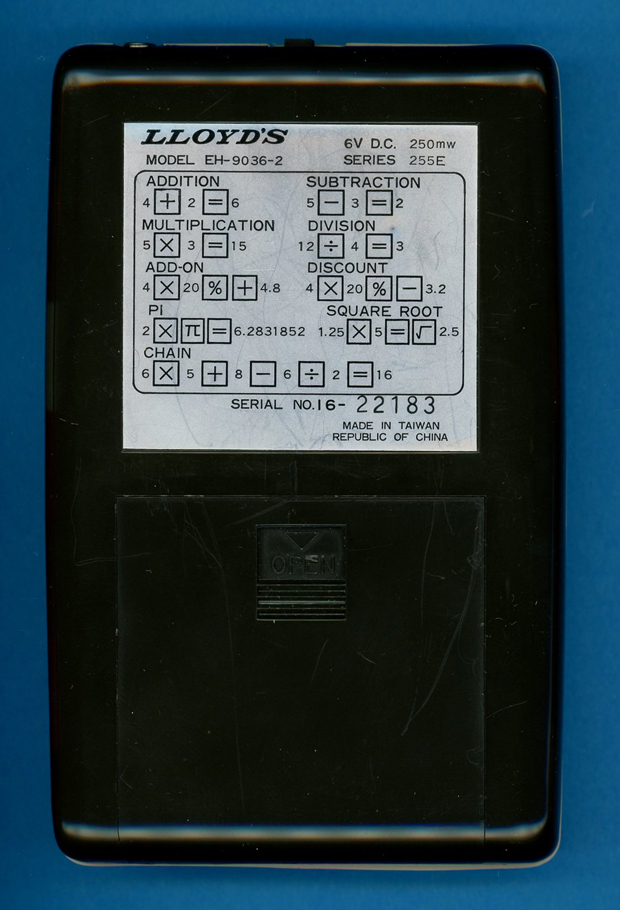 LLOYD'S 6V D.C. 250mw
MODEL EH-9036-2 SERIES 255E
ADDITION SUBTRACTION
4 + 2 = 6 5 − 3 = 2
MULTIPLICATION DIVISION
5 × 3 = 15 12 ÷ 4 = 3
ADD-ON DISCOUNT
4 × 20 % + 4.8 4 × 20 % − 3.2
PI SQUARE ROOT
2 × π = 6.2831852 1.25 × 5 = √ 2.5
CHAIN
6 × 5 + 8 − 6 ÷ 2 = 16
SERIAL NO.16-22183
MADE IN TAIWAN
REPUBLIC OF CHINA
OPEN